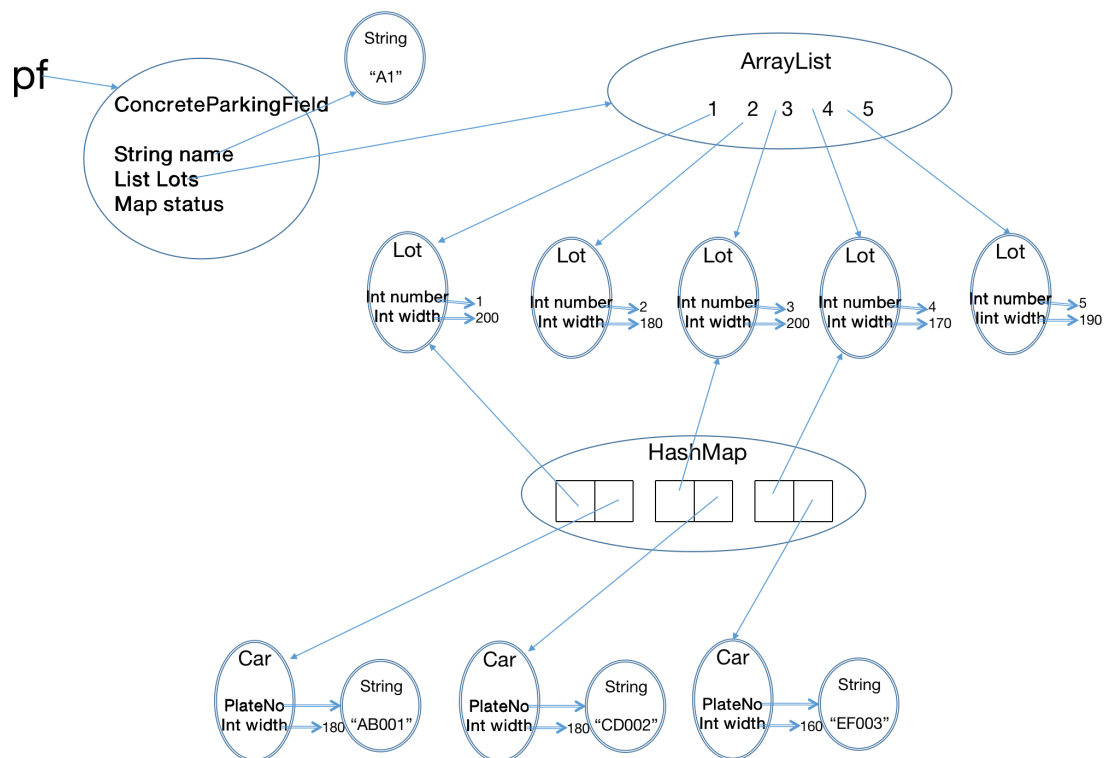 pf
ConcreteParkingField
String name
List Lots
Map status
String
“A1”
ArrayList
1 2 3 4 5
Lot
Int number 1
Int width 200
Lot
Int number 2
Int width 180
Lot
Int number 3
Int width 200
Lot
Int number 4
Int width 170
Lot
Int number 5
Iint width 190
HashMap
Car
PlateNo
Int width 180
String
“AB001”
Car
PlateNo
Int width 180
String
“CD002”
Car
PlateNo
Int width 160
String
“EF003”